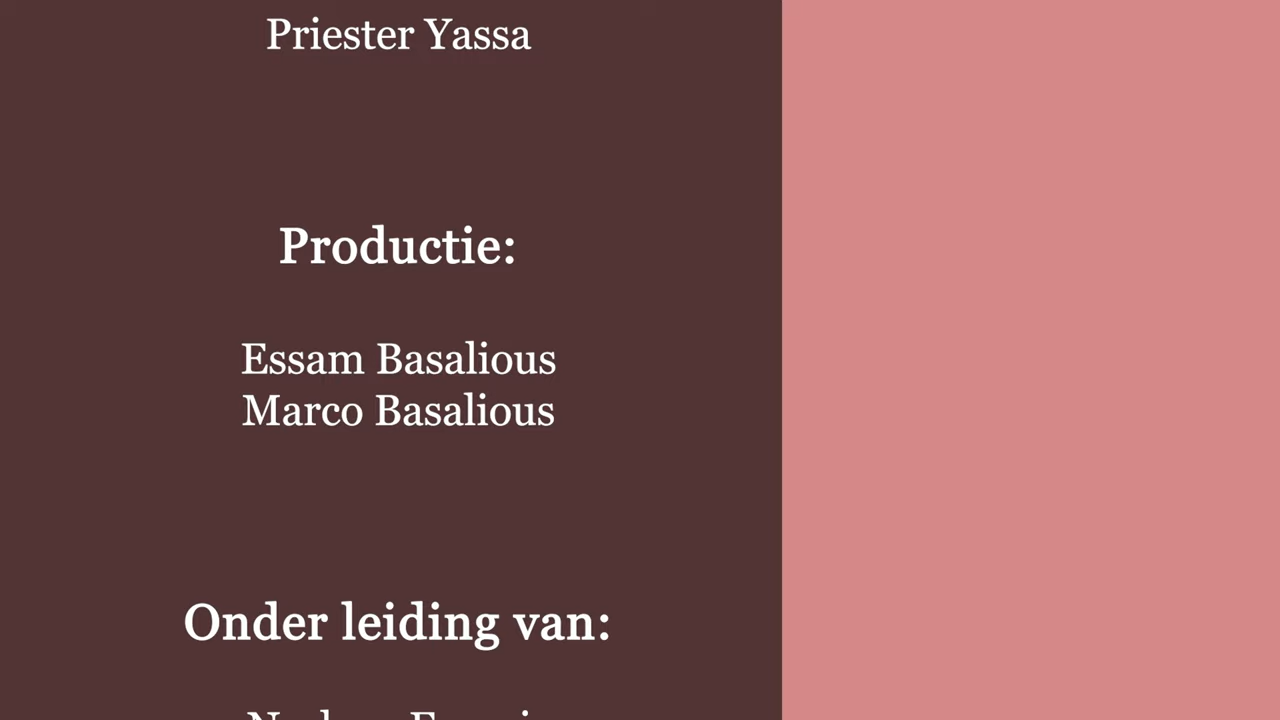 Priester Yassa
Productie:
Essam Basalious
Marco Basalious
Onder leiding van: